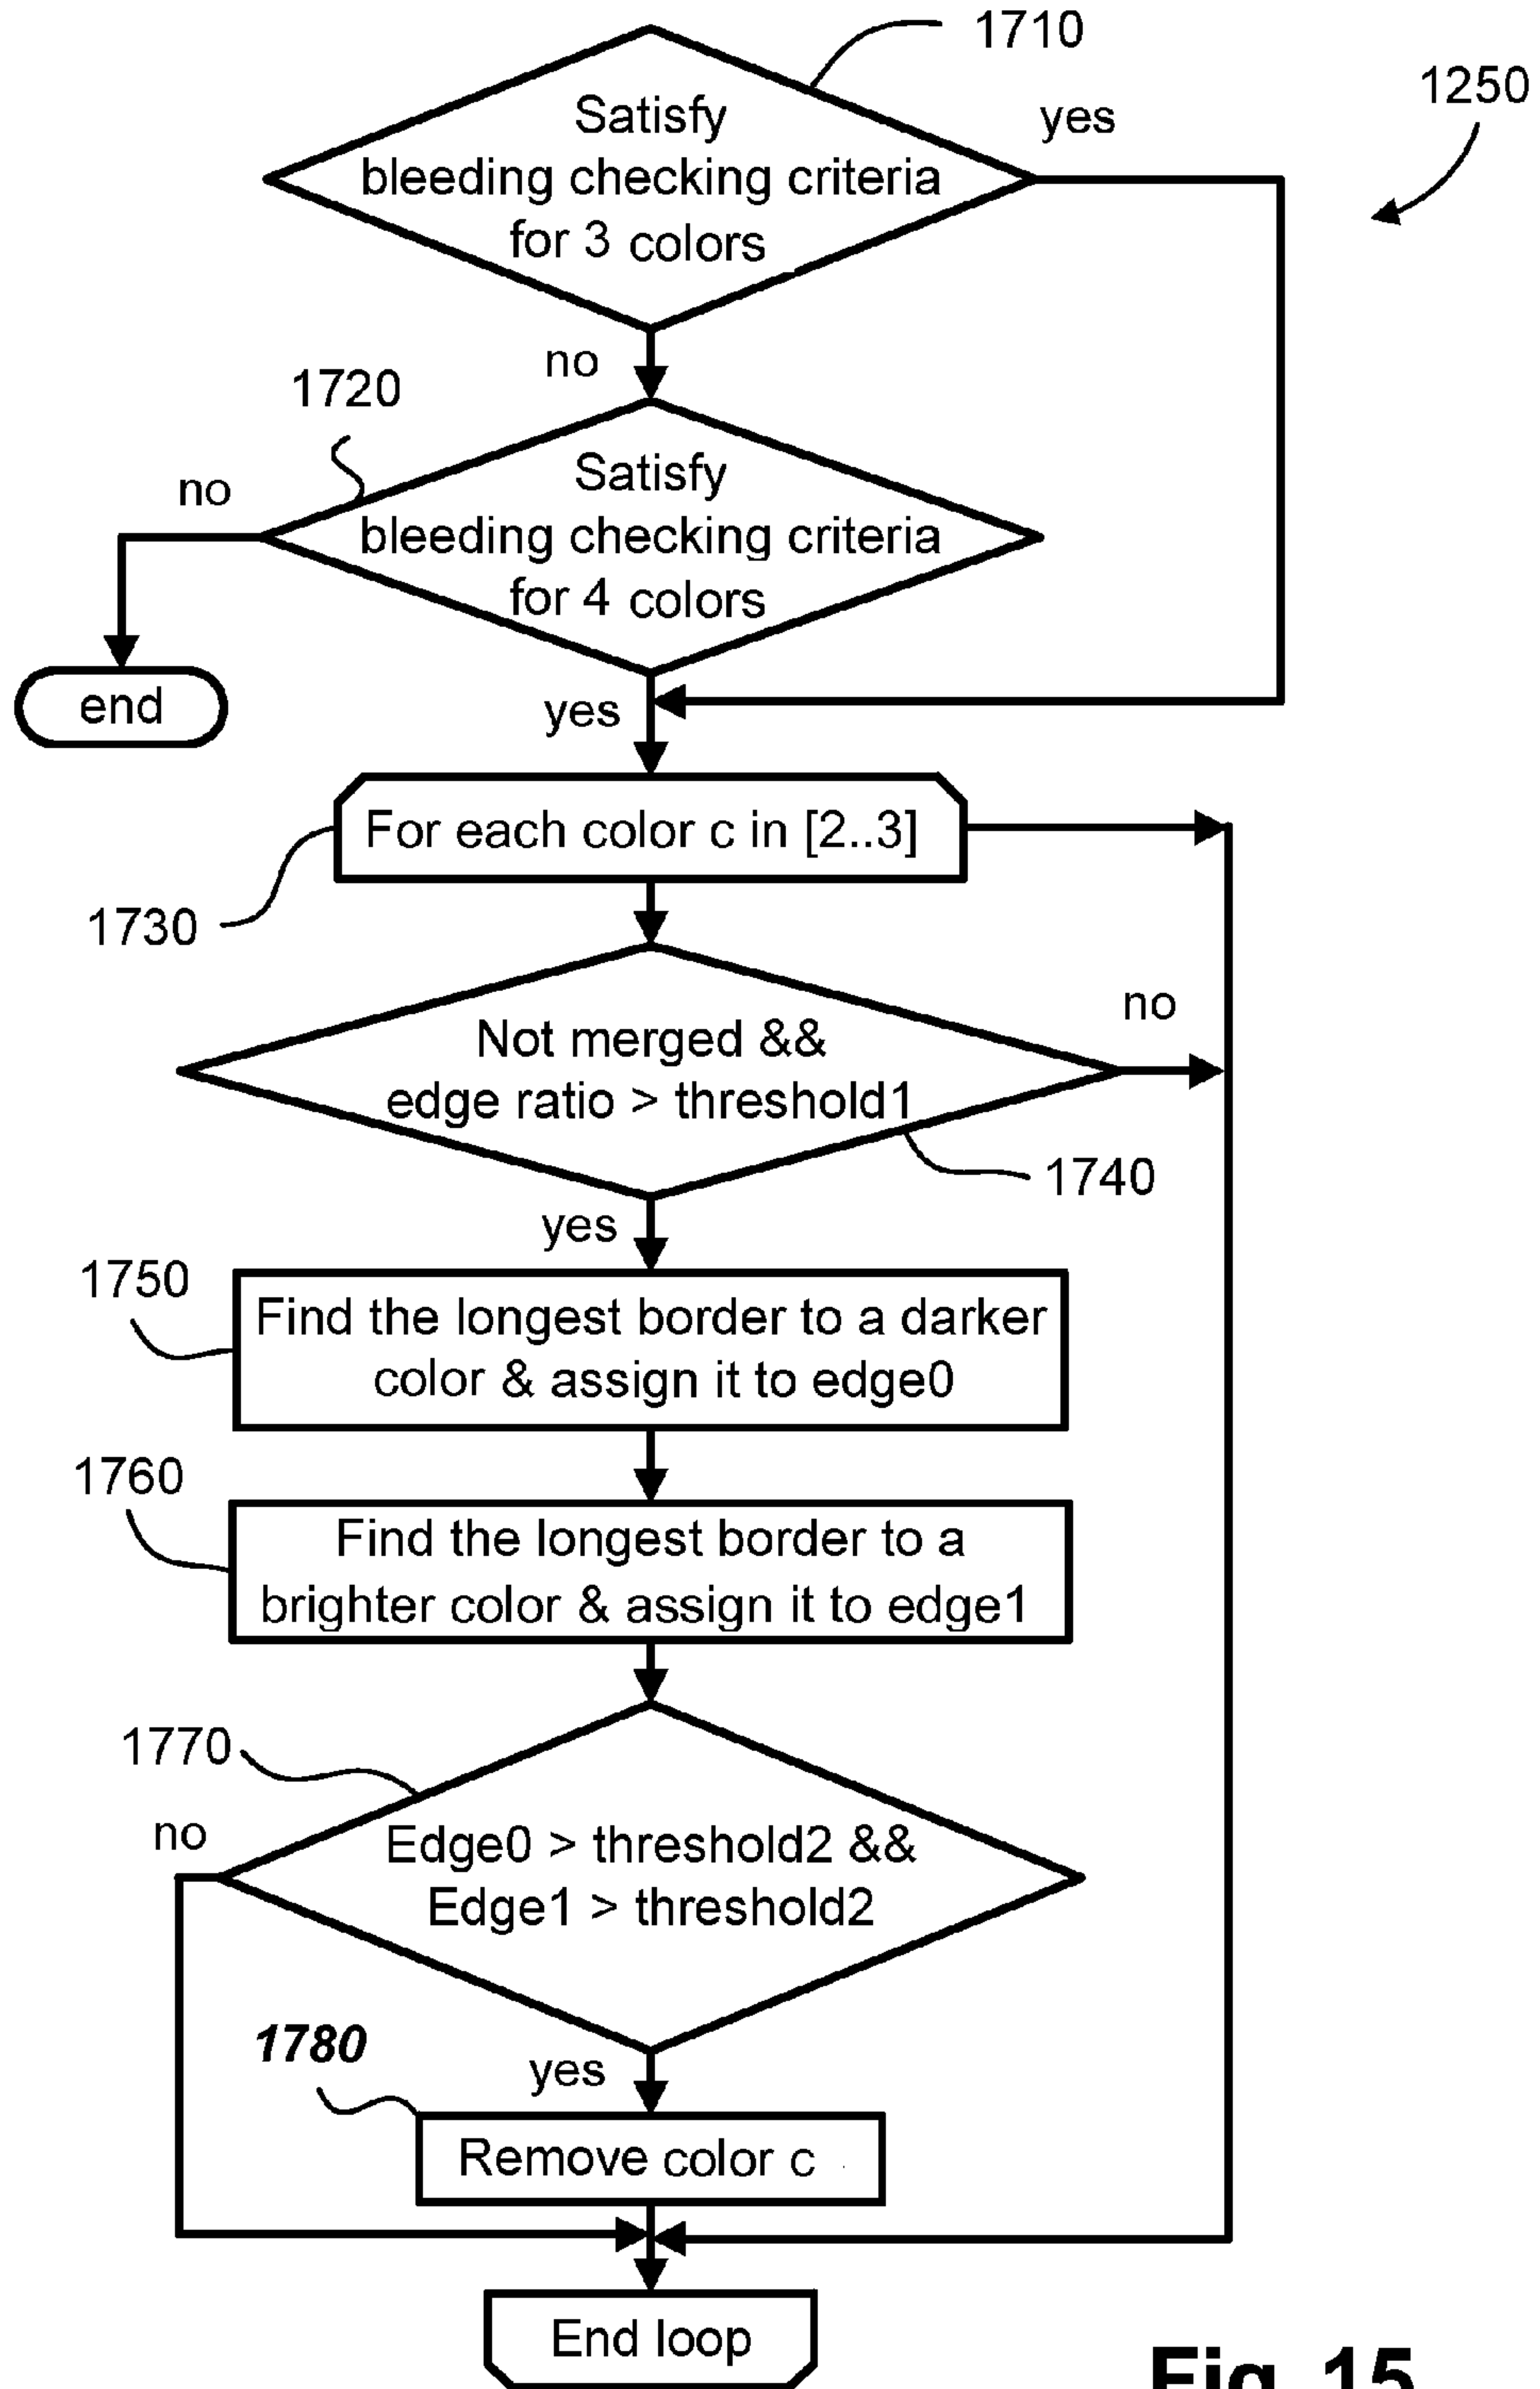 1710
1250
Satisfy
bleeding checking criteria
for 3 colors
yes
no
1720
Satisfy
bleeding checking criteria
for 4 colors
no
end
yes
For each color c in [2..3]
1730
Not merged &&
edge ratio > threshold1
no
1740
yes
1750
Find the longest border to a darker
color & assign it to edge0
1760
Find the longest border to a
brighter color & assign it to edge1
1770
no
Edge0 > threshold2 &&
Edge1 > threshold2
1780
yes
Remove color c
End loop
Fig. 15